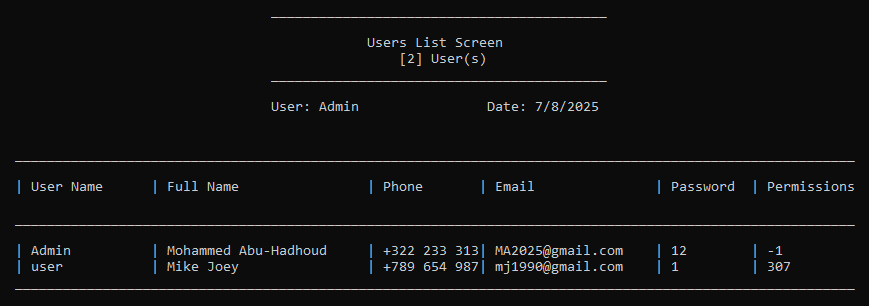 Users List Screen
[2] User(s)
User: Admin Date: 7/8/2025
| User Name | Full Name | Phone | Email | Password | Permissions
| Admin | Mohammed Abu-Hadhoud | +322 233 313| MA2025@gmail.com | 12 | -1
| user | Mike Joey | +789 654 987| mj1990@gmail.com | 1 | 307